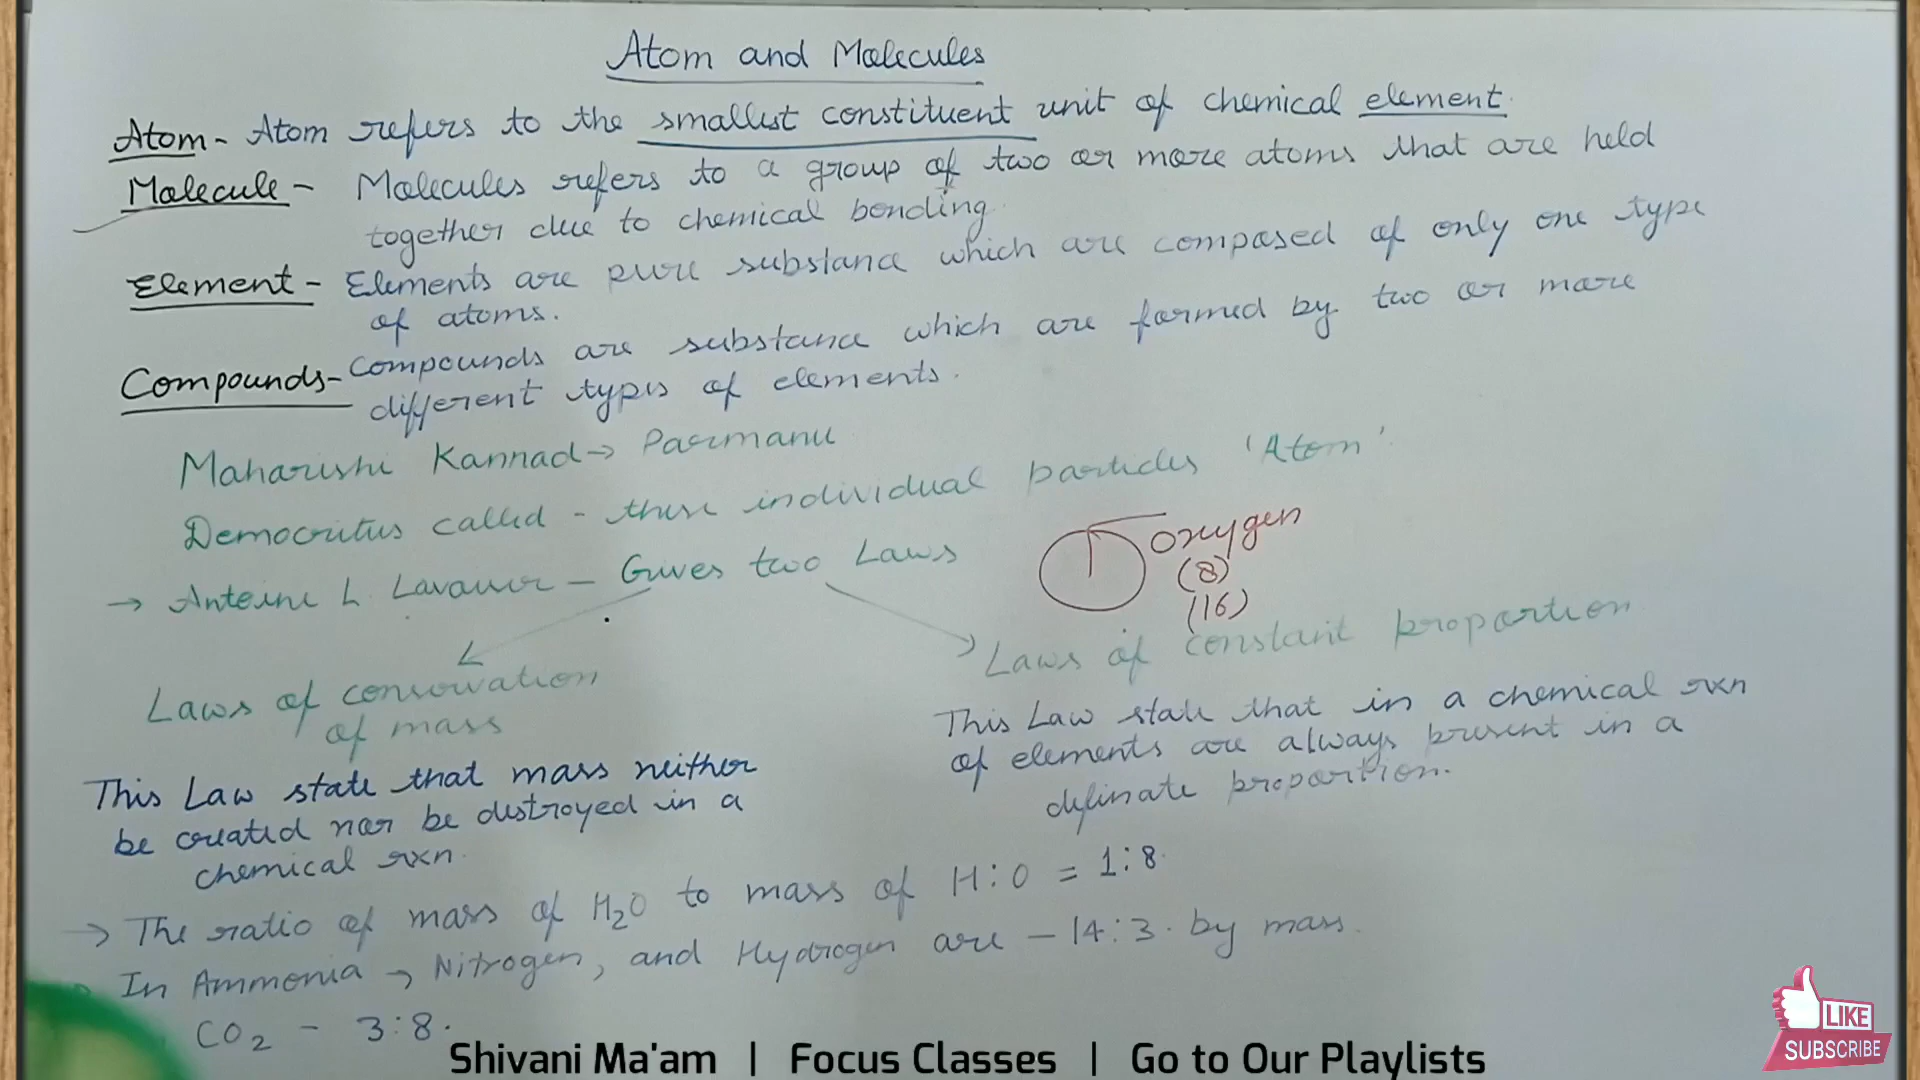 Atom and Molecules
Atom - Atom refers to the smallest constituent unit of chemical element.
Molecule - Molecules refers to a group of two or more atoms that are held
together due to chemical bonding.
Element - Elements are pure substance which are composed of only one type
of atoms.
Compounds - Compounds are substance which are formed by two or more
different types of elements.
Maharishi Kannad → Parmanu
Democritus called - these individual particles 'Atom'.
oxygen
(8)
(16)
→ Antoine L. - Gives two Laws
Laws of conservation
of mass
This Law state that mass neither
be created nor be destroyed in a
chemical rxn.
Laws of constant proportion
This Law state that in a chemical rxn
of elements are always present in a
definate proportion.
→ The ratio of mass of H2O to mass of H:O = 1:8.
In Ammonia → Nitrogen, and Hydrogen are - 14:3. by mass.
CO2 - 3:8.
Shivani Ma'am | Focus Classes | Go to Our Playlists
LIKE
SUBSCRIBE